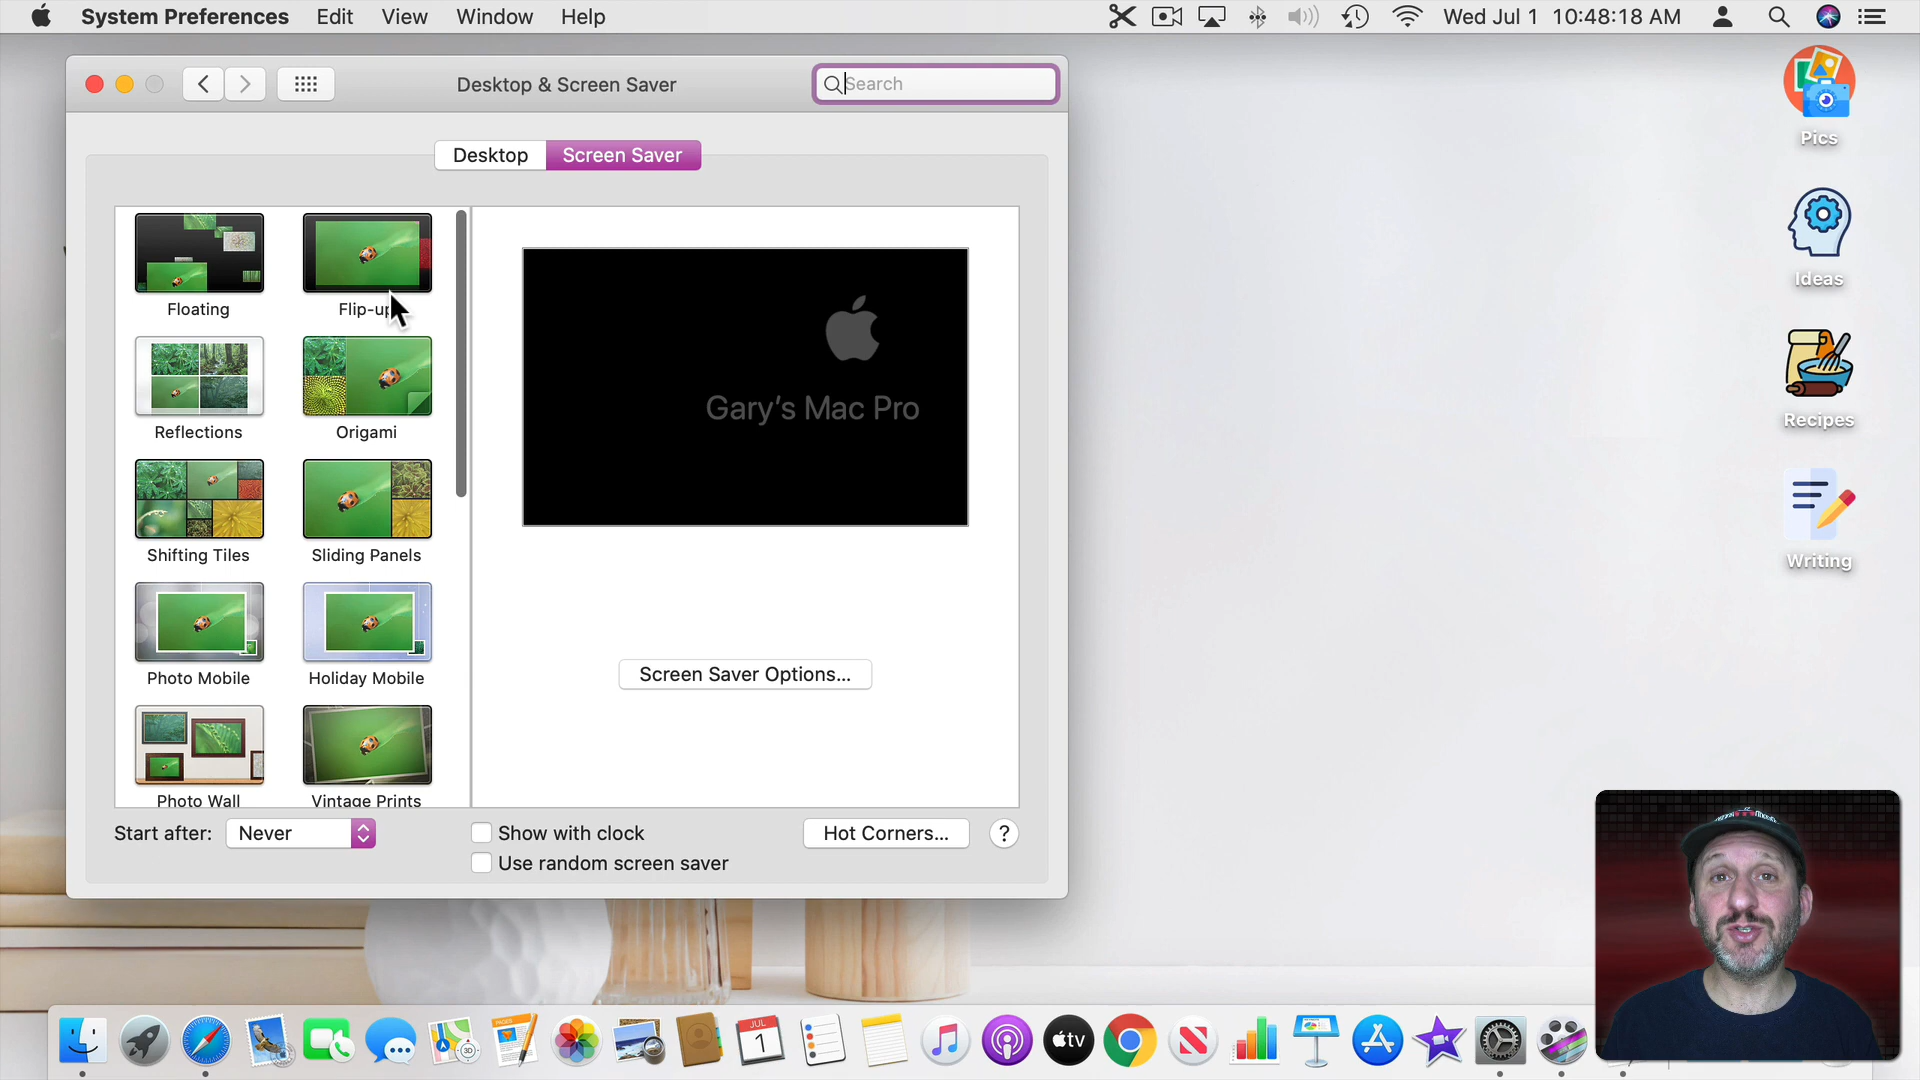 System Preferences Edit View Window Help
Wed Jul 1 10:48:18 AM
Desktop & Screen Saver
Search
Desktop Screen Saver
Floating
Flip-up
Reflections
Origami
Shifting Tiles
Sliding Panels
Photo Mobile
Holiday Mobile
Photo Wall
Vintage Prints
Gary's Mac Pro
Screen Saver Options...
Start after: Never
Show with clock
Use random screen saver
Hot Corners...
?
Pics
Ideas
Recipes
Writing
3D
PAGES
JUL
1
tv